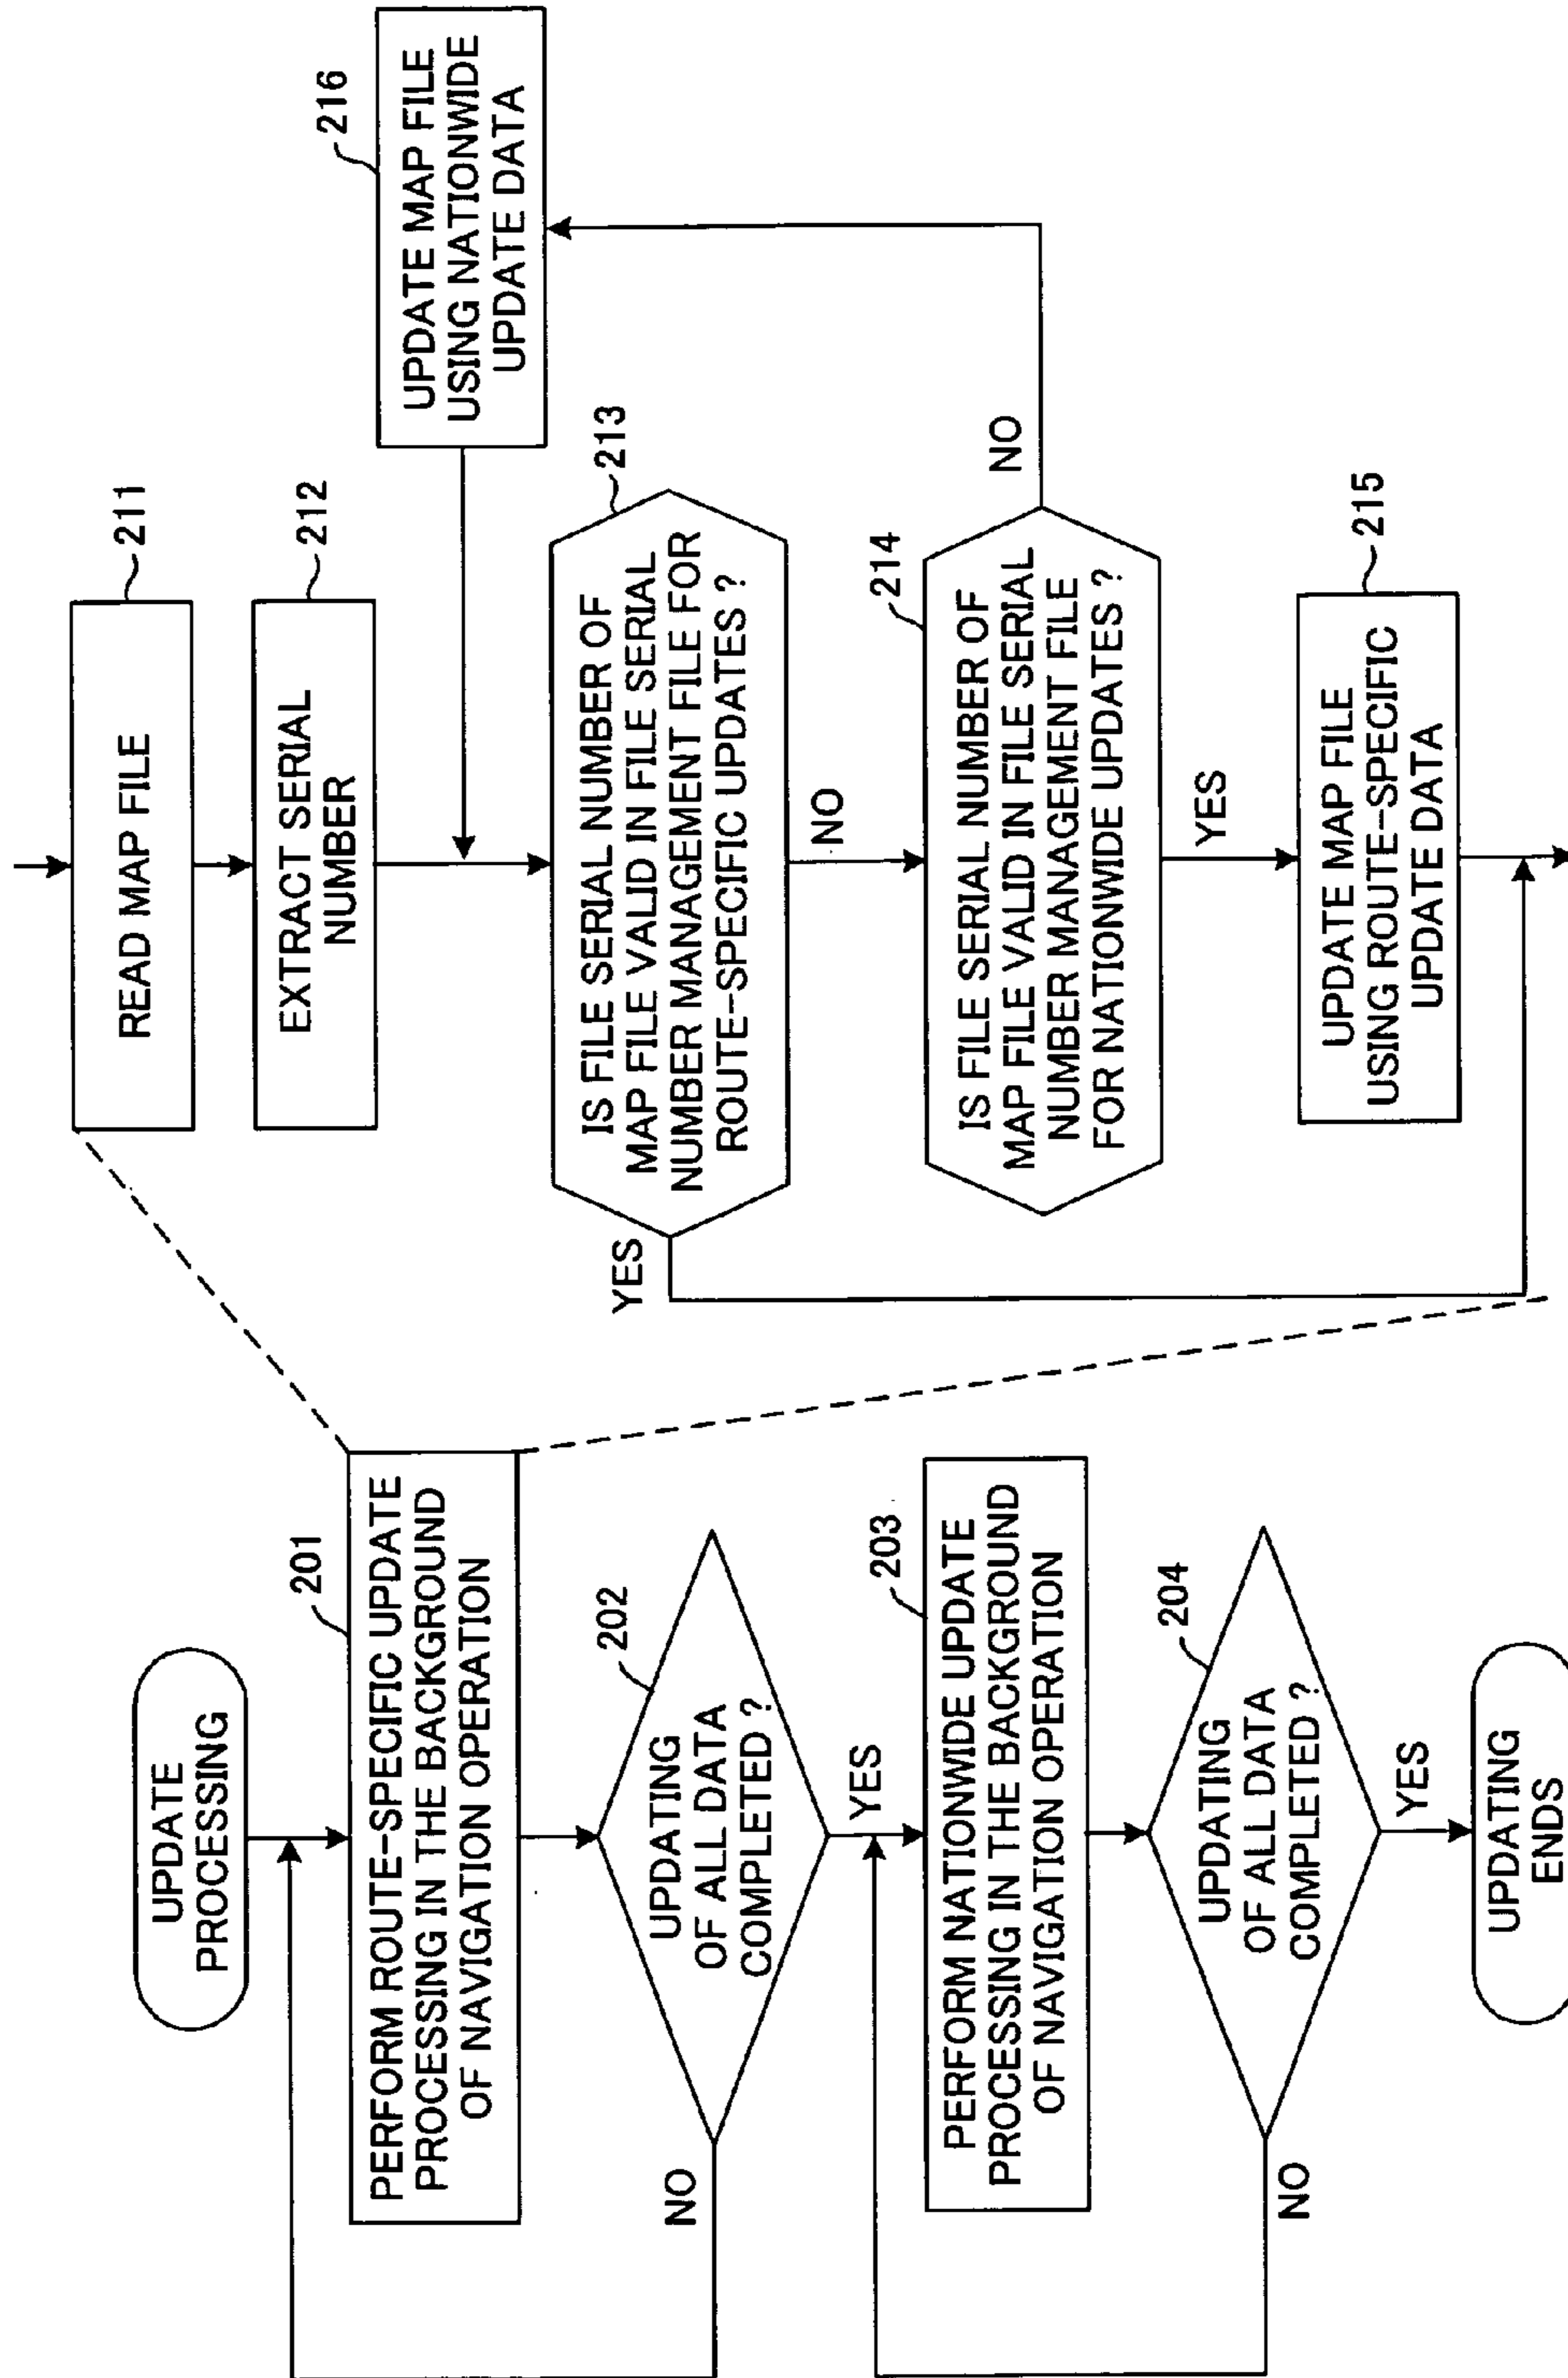 UPDATE
PROCESSING
201
PERFORM ROUTE-SPECIFIC UPDATE
PROCESSING IN THE BACKGROUND
OF NAVIGATION OPERATION
202
UPDATING
OF ALL DATA
COMPLETED ?
NO
YES
203
PERFORM NATIONWIDE UPDATE
PROCESSING IN THE BACKGROUND
OF NAVIGATION OPERATION
204
UPDATING
OF ALL DATA
COMPLETED ?
NO
YES
UPDATING
ENDS
211
READ MAP FILE
212
EXTRACT SERIAL
NUMBER
213
IS FILE SERIAL NUMBER OF
MAP FILE VALID IN FILE SERIAL
NUMBER MANAGEMENT FILE FOR
ROUTE-SPECIFIC UPDATES ?
YES
NO
214
IS FILE SERIAL NUMBER OF
MAP FILE VALID IN FILE SERIAL
NUMBER MANAGEMENT FILE
FOR NATIONWIDE UPDATES ?
NO
YES
215
UPDATE MAP FILE
USING ROUTE-SPECIFIC
UPDATE DATA
216
UPDATE MAP FILE
USING NATIONWIDE
UPDATE DATA